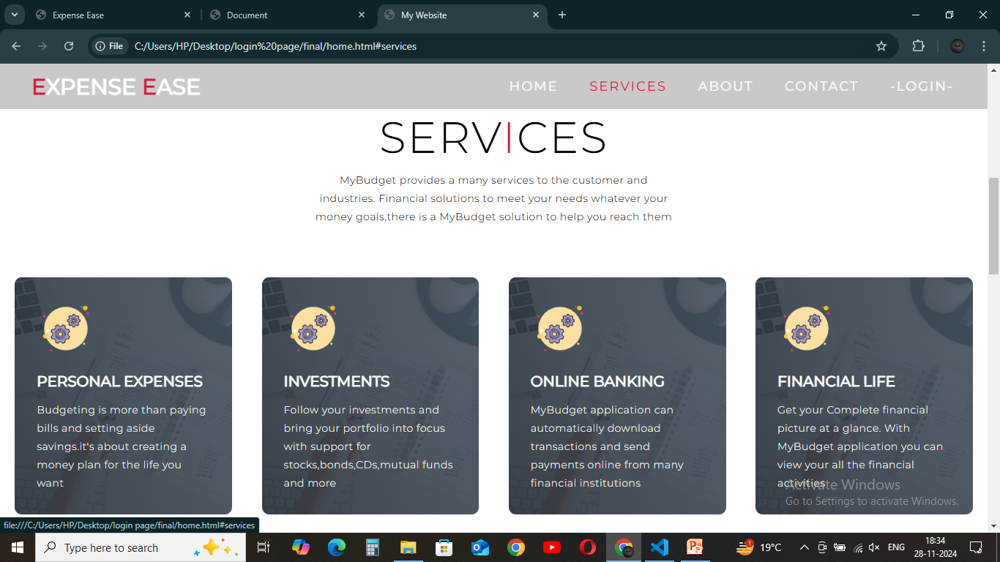 Expense Ease
Document
My Website
File
C:/Users/HP/Desktop/login%20page/final/home.html#services
EXPENSE EASE
HOME
SERVICES
ABOUT
CONTACT
-LOGIN-
SERVICES
MyBudget provides a many services to the customer and
industries. Financial solutions to meet your needs whatever your
money goals,there is a MyBudget solution to help you reach them
PERSONAL EXPENSES
Budgeting is more than paying
bills and setting aside
savings.it's about creating a
money plan for the life you
want
INVESTMENTS
Follow your investments and
bring your portfolio into focus
with support for
stocks,bonds,CDs,mutual funds
and more
ONLINE BANKING
MyBudget application can
automatically download
transactions and send
payments online from many
financial institutions
FINANCIAL LIFE
Get your Complete financial
picture at a glance. With
MyBudget application you can
view your all the financial
activities
Activate Windows
Go to Settings to activate Windows.
file:///C:/Users/HP/Desktop/login page/final/home.html#services
Type here to search
1
19°C
ENG
18:34
28-11-2024